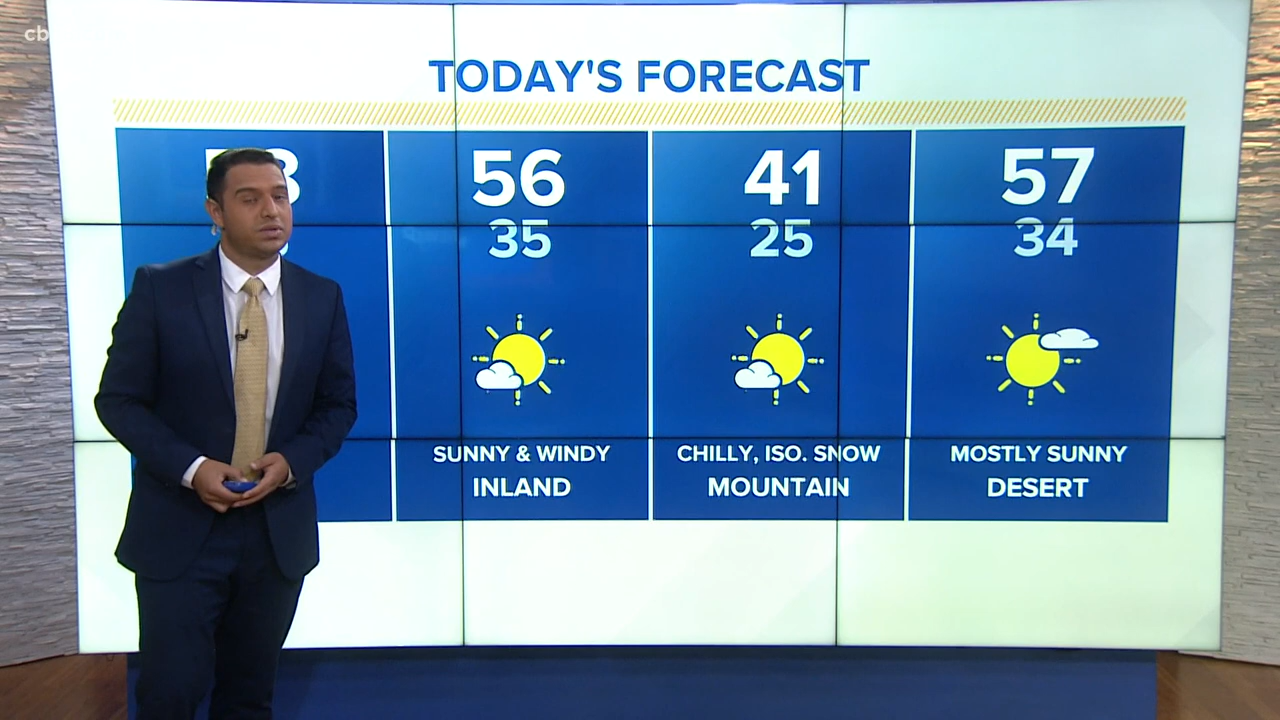 TODAY'S FORECAST
56
35
SUNNY & WINDY
INLAND
41
25
CHILLY, ISO. SNOW
MOUNTAIN
57
34
MOSTLY SUNNY
DESERT